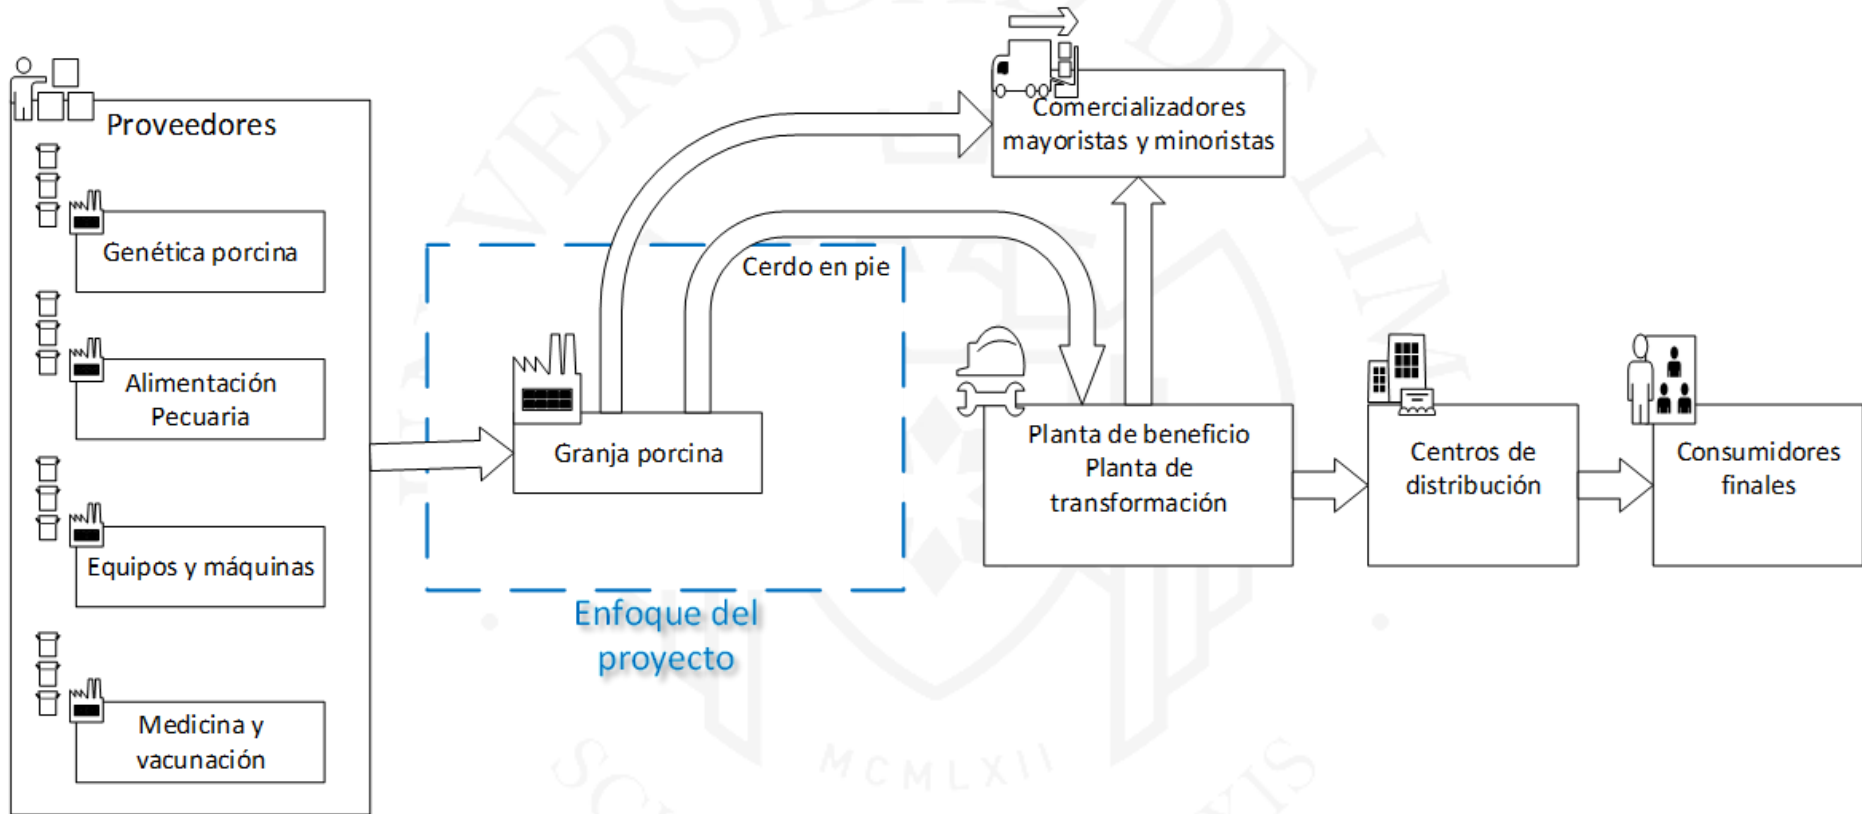 Proveedores
Genética porcina
Alimentación
Pecuaria
Equipos y máquinas
Medicina y
vacunación
Cerdo en pie
Granja porcina
Enfoque del
proyecto
Comercializadores
mayoristas y minoristas
Planta de beneficio
Planta de
transformación
Centros de
distribución
Consumidores
finales
MCMLXII